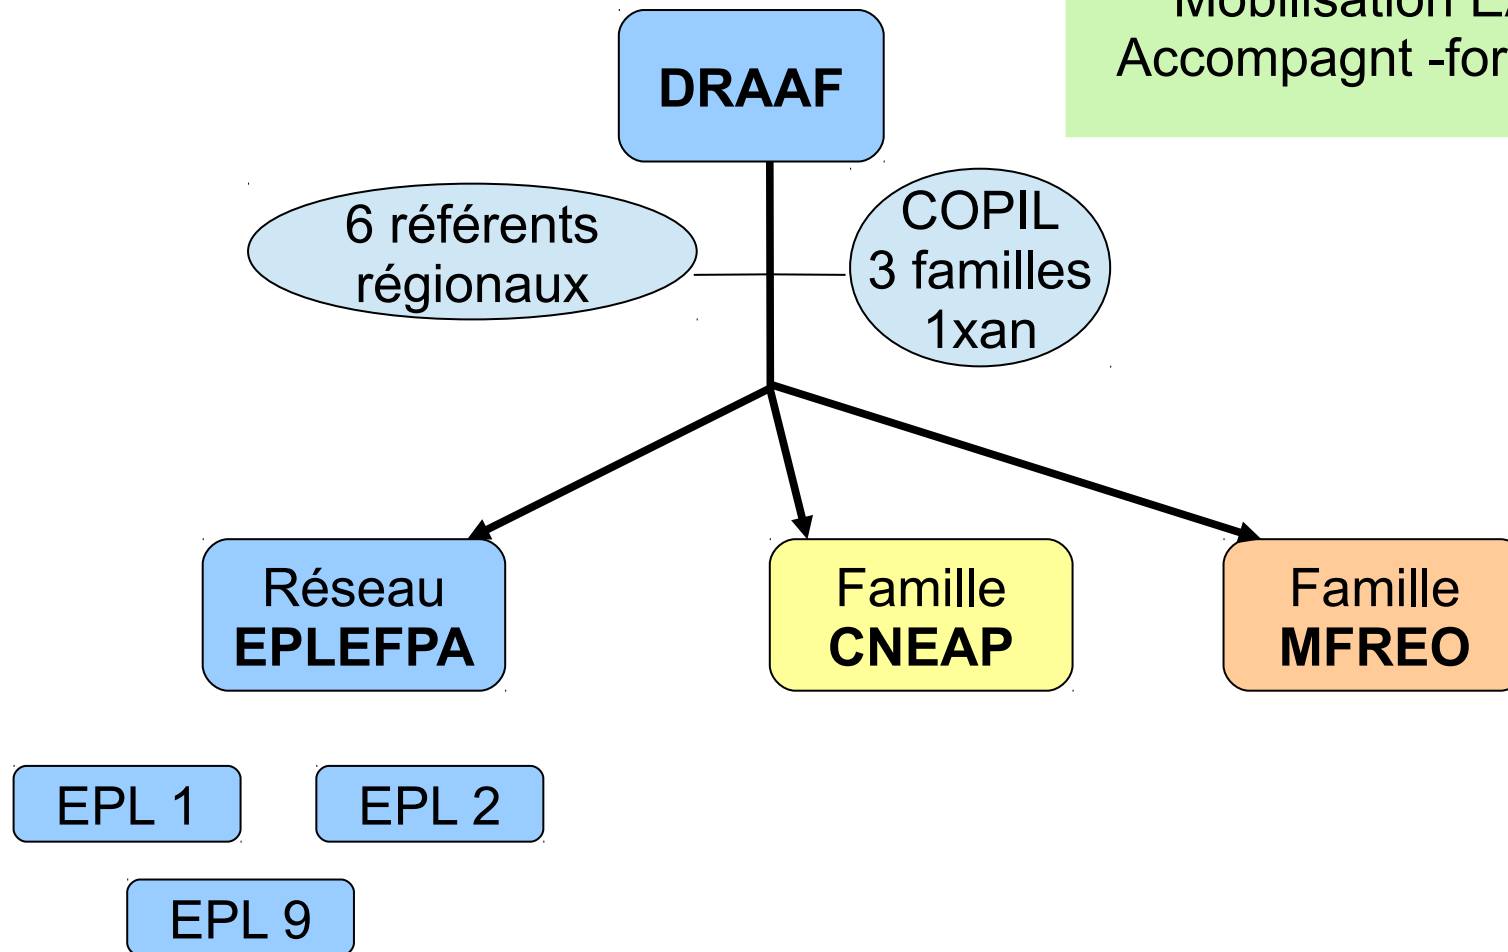 Mobilisation
Accompagnt -for
DRAAF
6 référents
régionaux
COPIL
3 familles
1xan
Réseau
EPLEFPA
Famille
CNEAP
Famille
MFREO
EPL 1
EPL 2
EPL 9